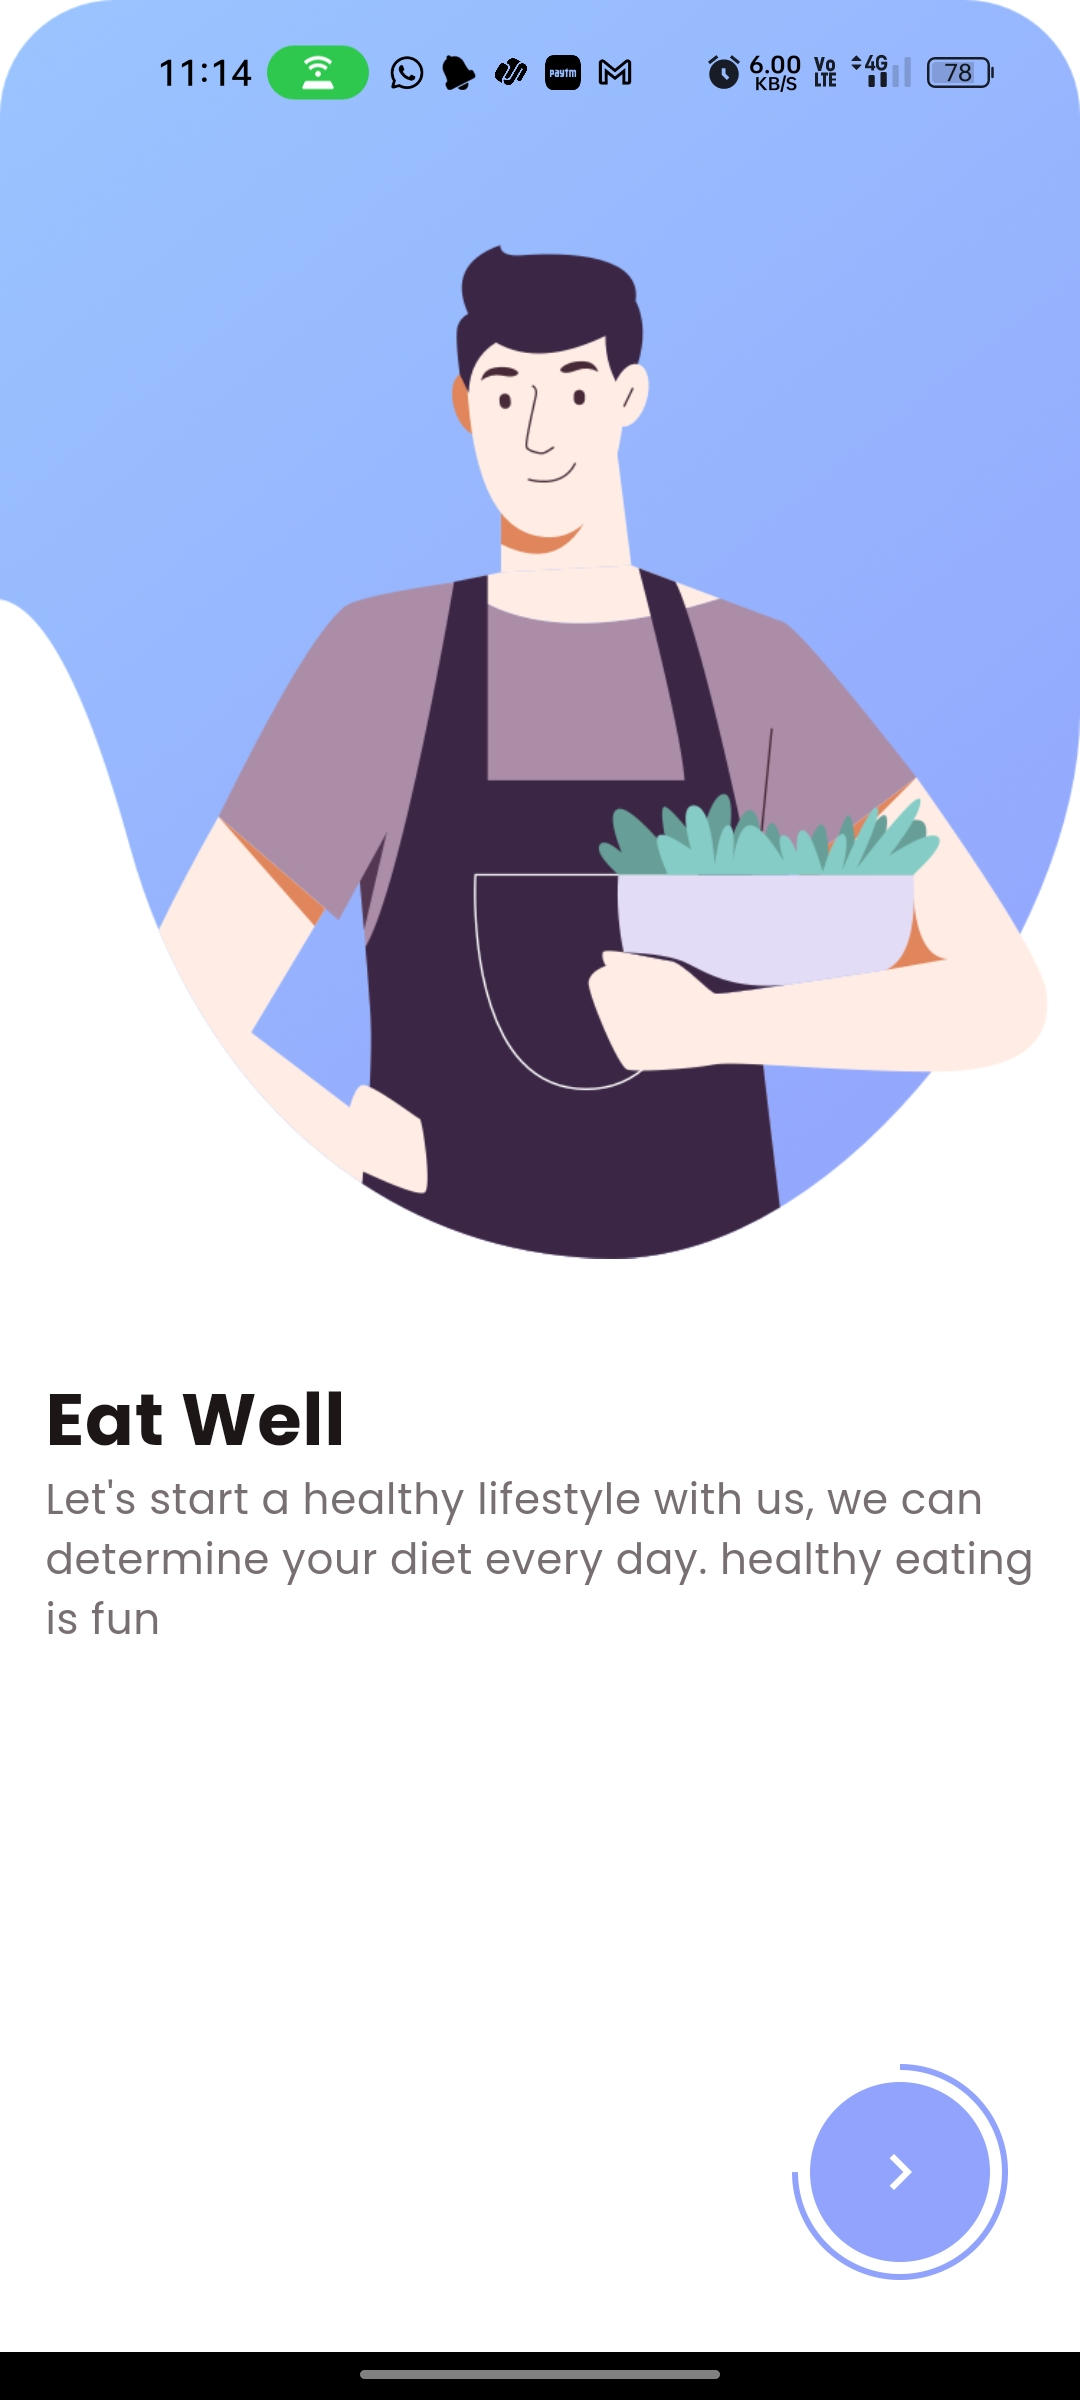 11:14 paytm 6.00 KB/S Vo LTE 4G 78
Eat Well
Let's start a healthy lifestyle with us, we can
determine your diet every day. healthy eating
is fun